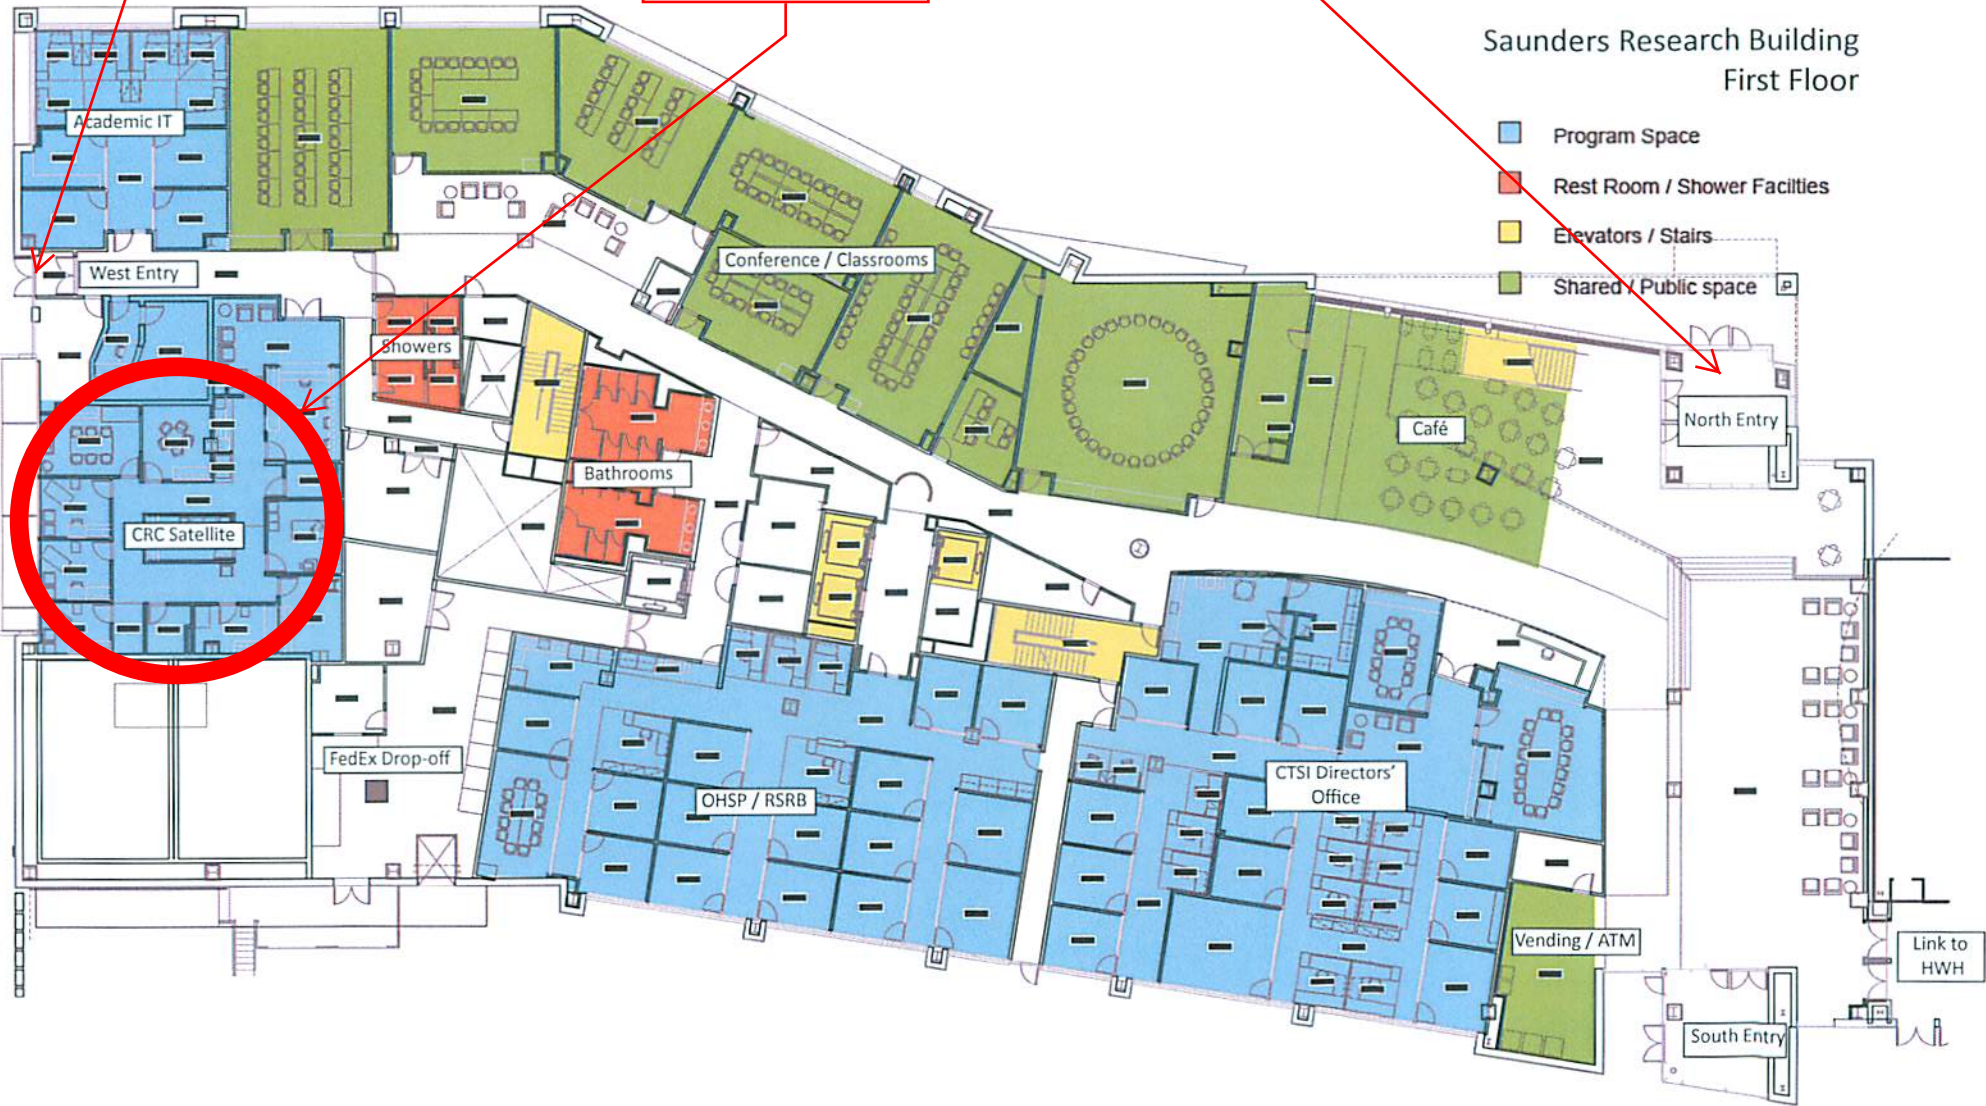 Saunders Research Building
First Floor
Program Space
Rest Room / Shower Facilties
Elevators / Stairs
Shared / Public space
Academic IT
West Entry
Conference / Classrooms
Showers
Bathrooms
Café
North Entry
CRC Satellite
FedEx Drop-off
OHSP / RSRB
CTSI Directors'
Office
Vending / ATM
Link to
HWH
South Entry